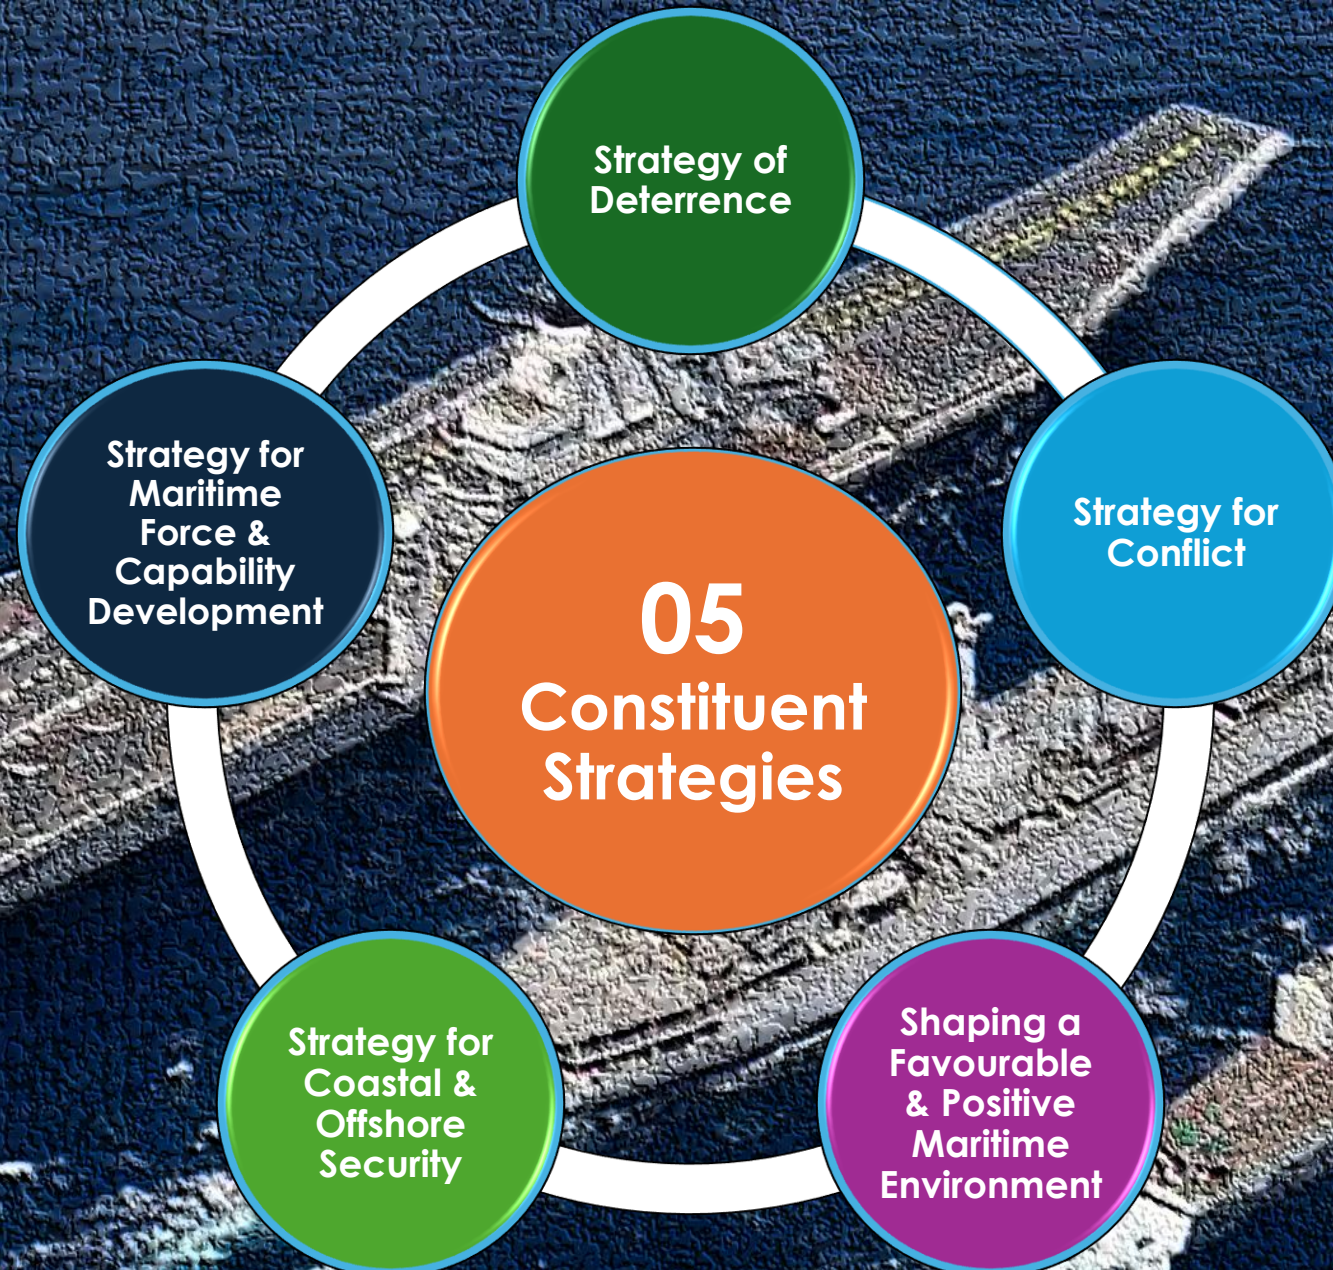 Strategy of
Deterrence
Strategy for
Conflict
Shaping a
Favourable
& Positive
Maritime
Environment
Strategy for
Coastal &
Offshore
Security
Strategy for
Maritime
Force &
Capability
Development
05
Constituent
Strategies